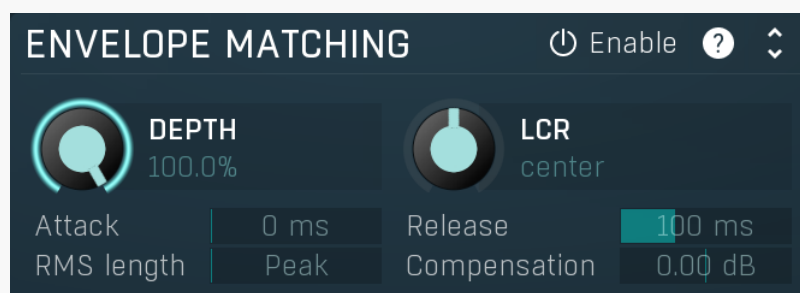 ENVELOPE MATCHING Enable ?
DEPTH LCR
100.0% center
Attack 0 ms Release 100 ms
RMS length Peak Compensation 0.00 dB